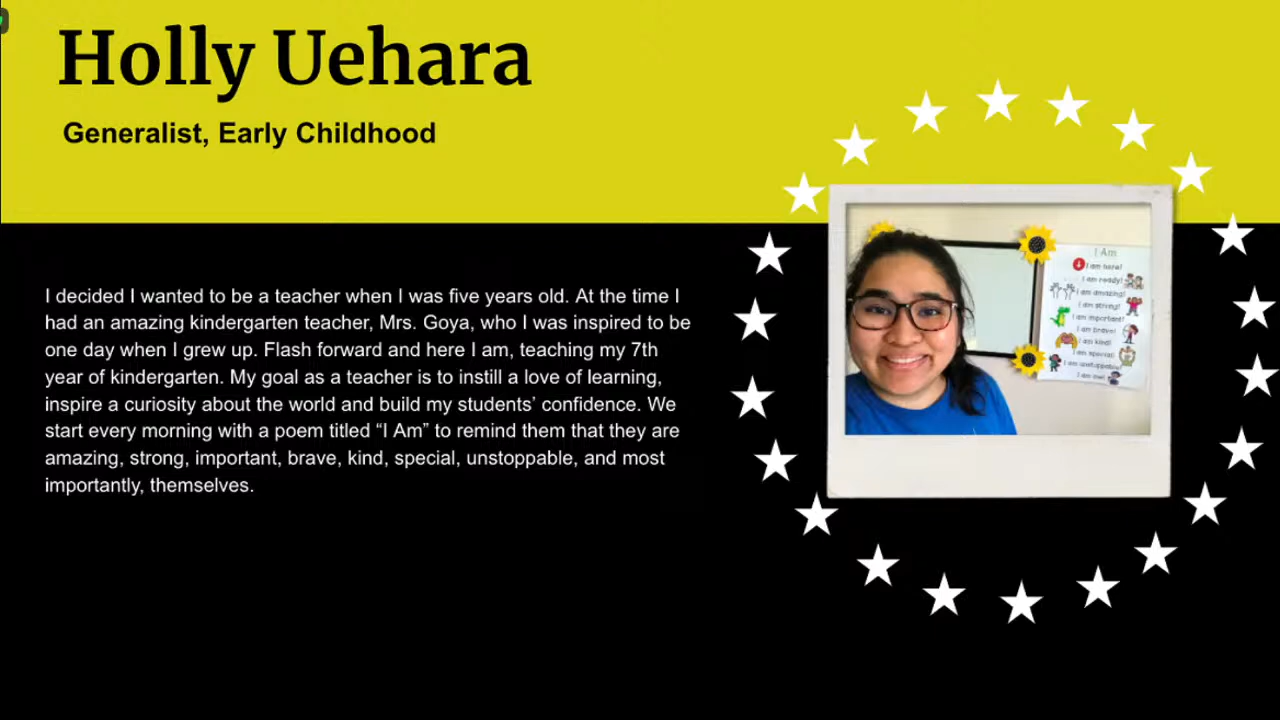 Holly Uehara
Generalist, Early Childhood
I decided I wanted to be a teacher when I was five years old. At the time I
had an amazing kindergarten teacher, Mrs. Goya, who I was inspired to be
one day when I grew up. Flash forward and here I am, teaching my 7th
year of kindergarten. My goal as a teacher is to instill a love of learning,
inspire a curiosity about the world and build my students’ confidence. We
start every morning with a poem titled “I Am” to remind them that they are
amazing, strong, important, brave, kind, special, unstoppable, and most
importantly, themselves.
I Am
I am here!
I am ready!
I am amazing!
I am strong!
I am important!
I am brave!
I am kind!
I am special!
I am unstoppable!
I am me!